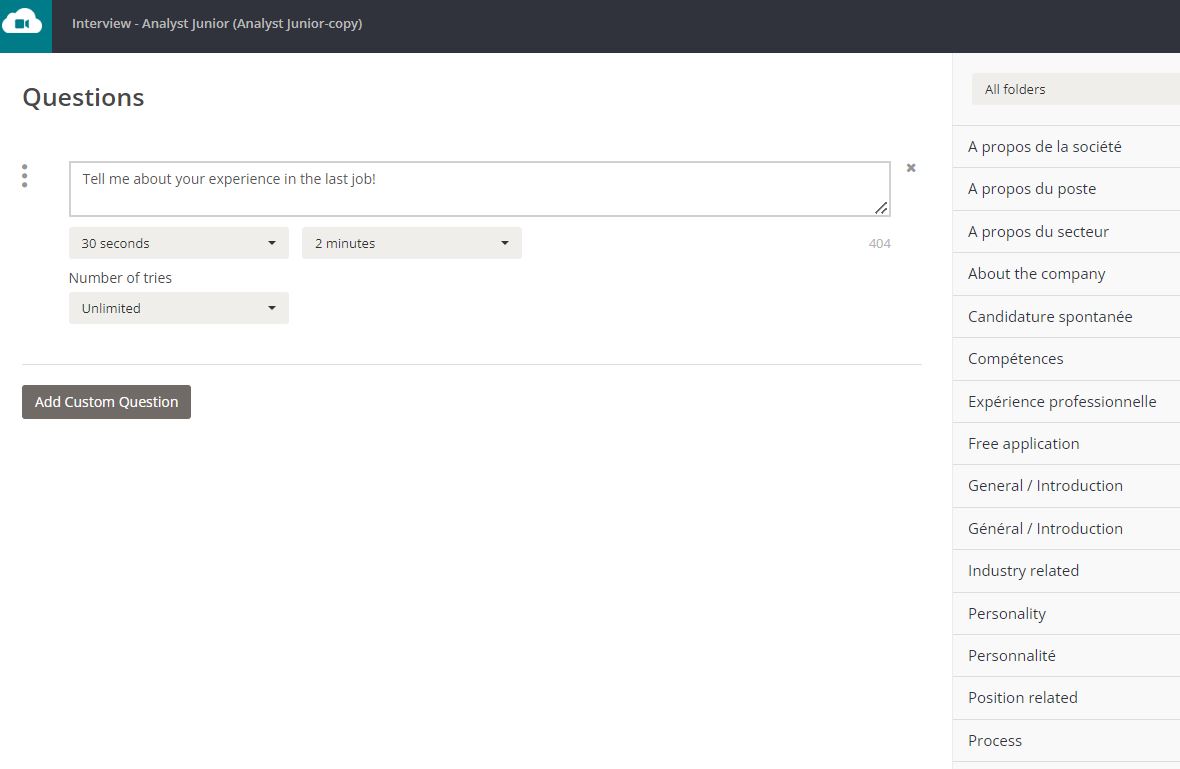 Interview - Analyst Junior (Analyst Junior-copy)
Questions
Tell me about your experience in the last job!
30 seconds
2 minutes
404
Number of tries
Unlimited
Add Custom Question
All folders
A propos de la société
A propos du poste
A propos du secteur
About the company
Candidature spontanée
Compétences
Expérience professionnelle
Free application
General / Introduction
Général / Introduction
Industry related
Personality
Personnalité
Position related
Process